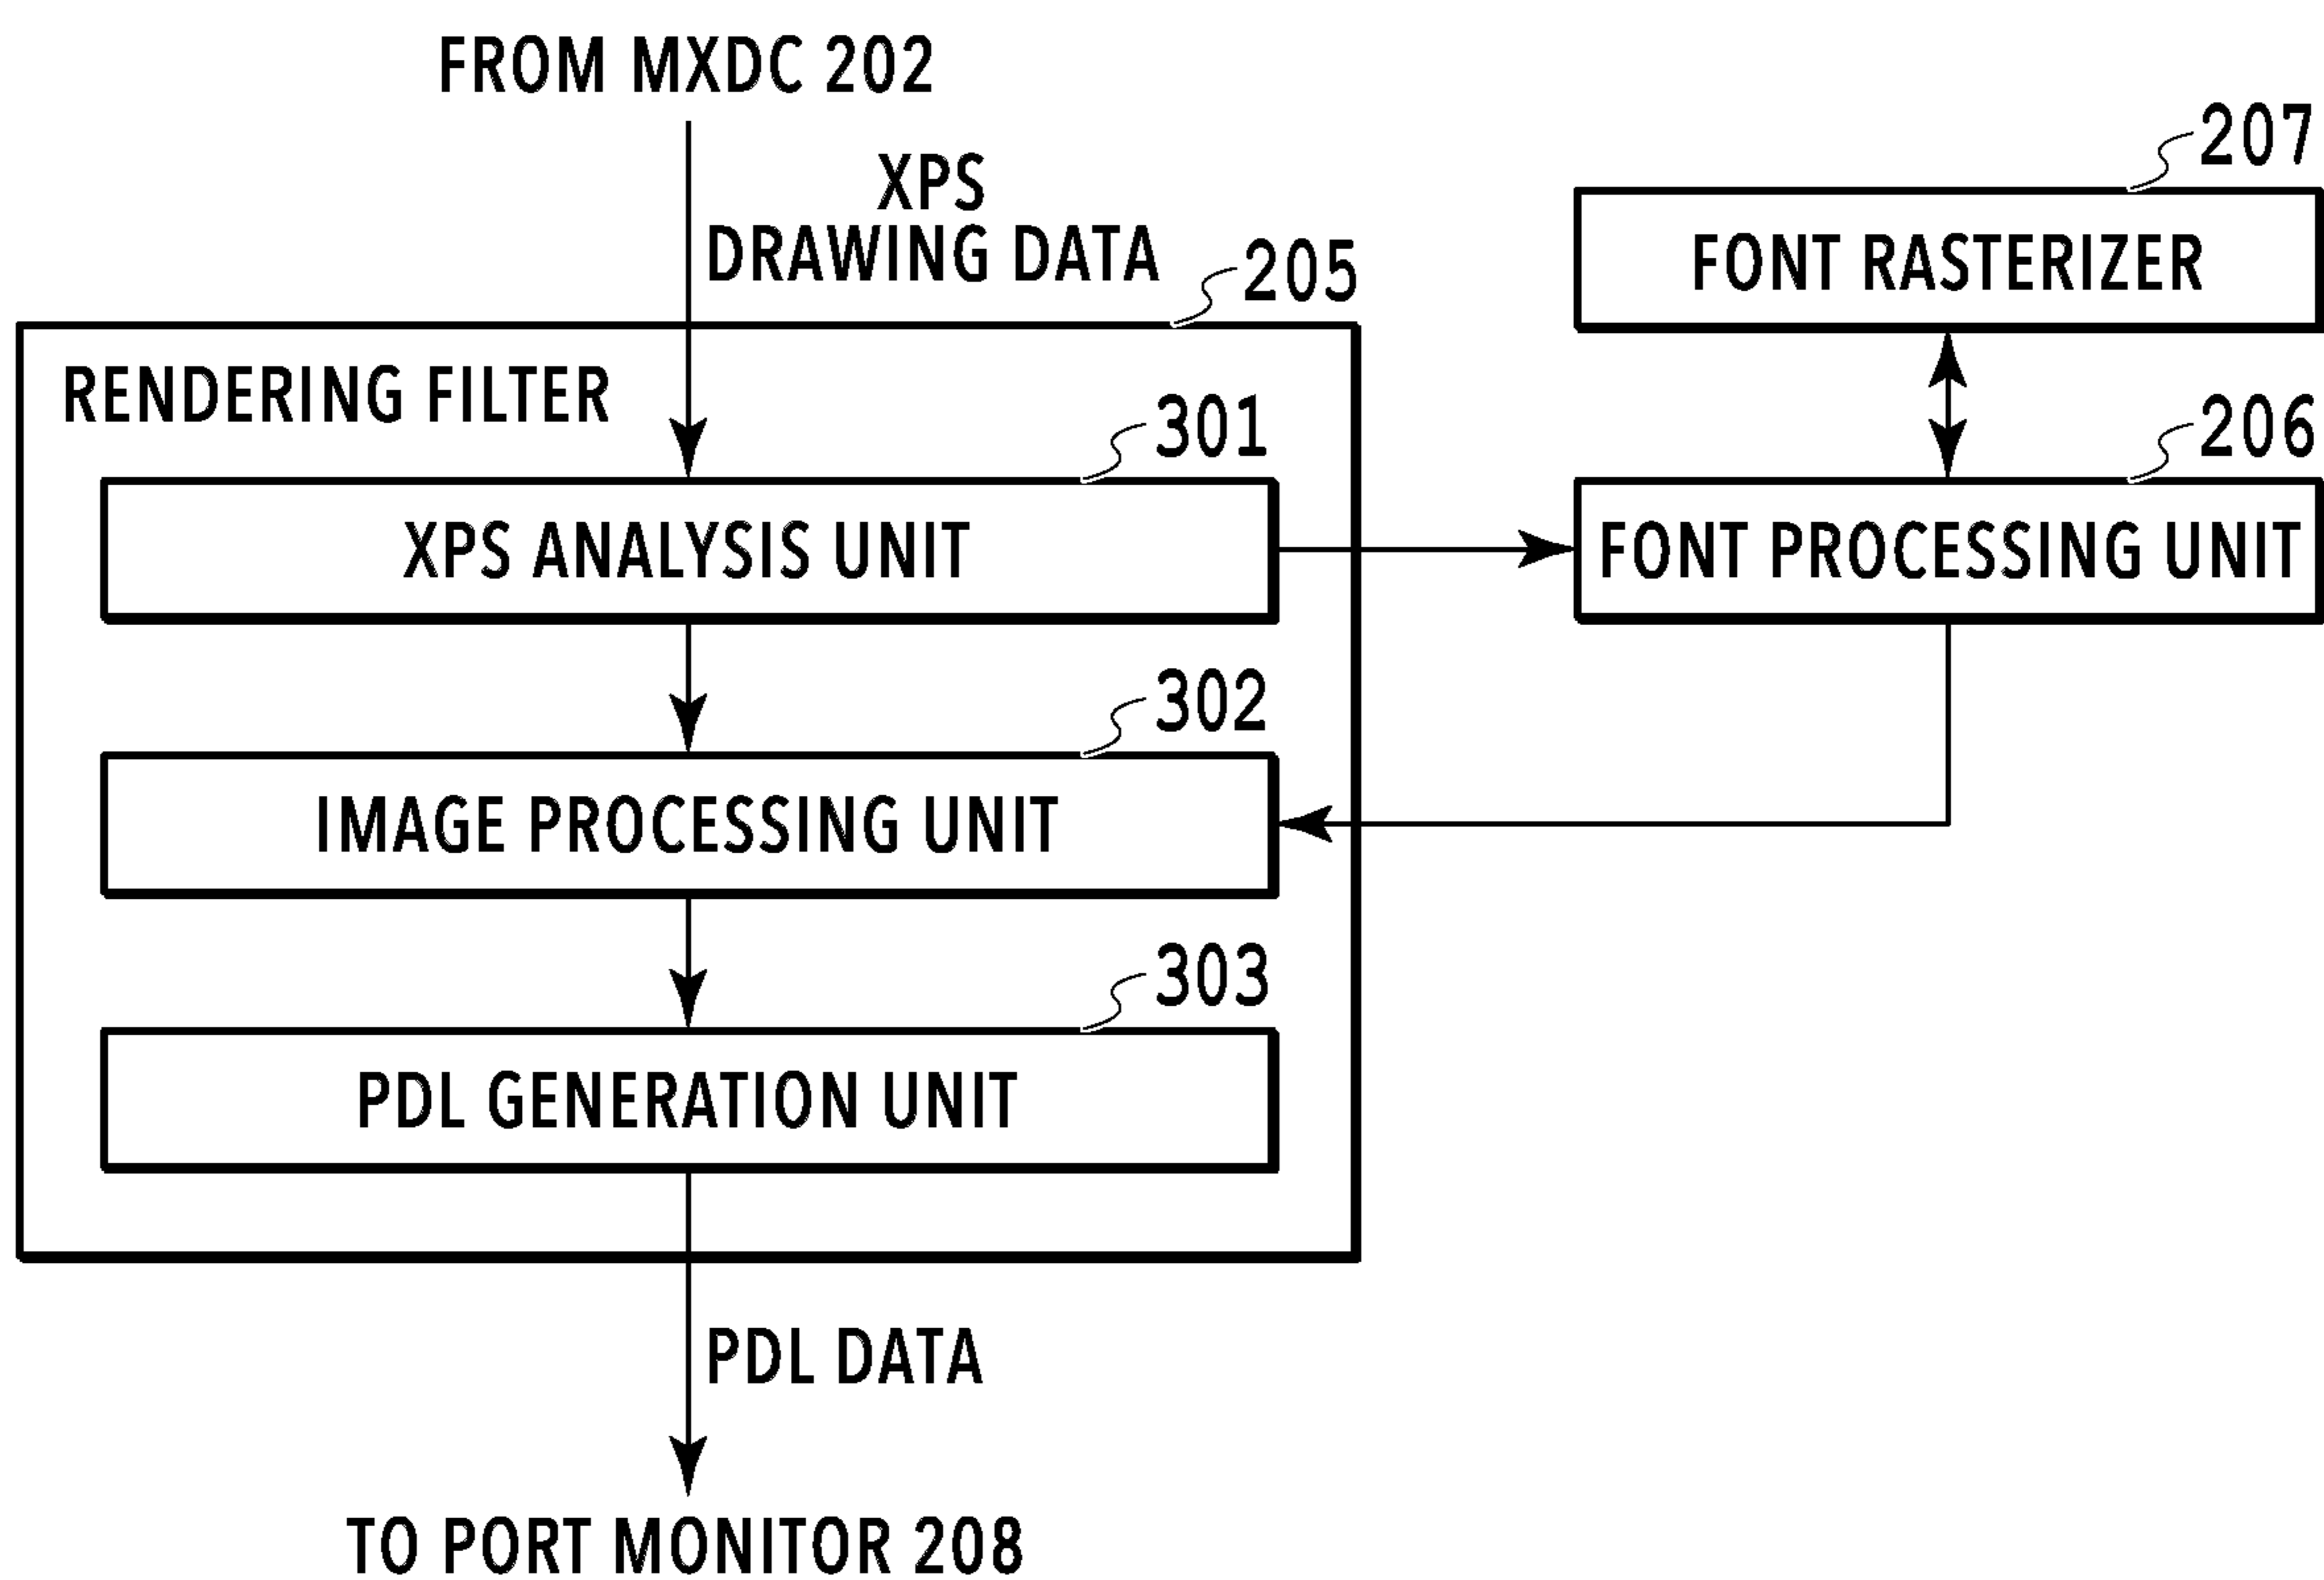 FROM MXDC 202
XPS
DRAWING DATA
205
207
FONT RASTERIZER
RENDERING FILTER
301
206
XPS ANALYSIS UNIT
FONT PROCESSING UNIT
302
IMAGE PROCESSING UNIT
303
PDL GENERATION UNIT
PDL DATA
TO PORT MONITOR 208